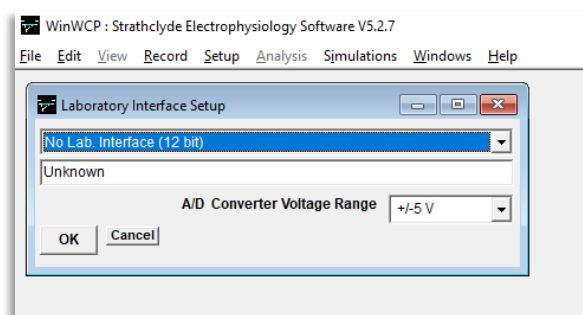 WinWCP : Strathclyde Electrophysiology Software V5.2.7
File Edit View Record Setup Analysis Simulations Windows Help
Laboratory Interface Setup
No Lab. Interface (12 bit)
Unknown
A/D Converter Voltage Range +/-5 V
OK Cancel